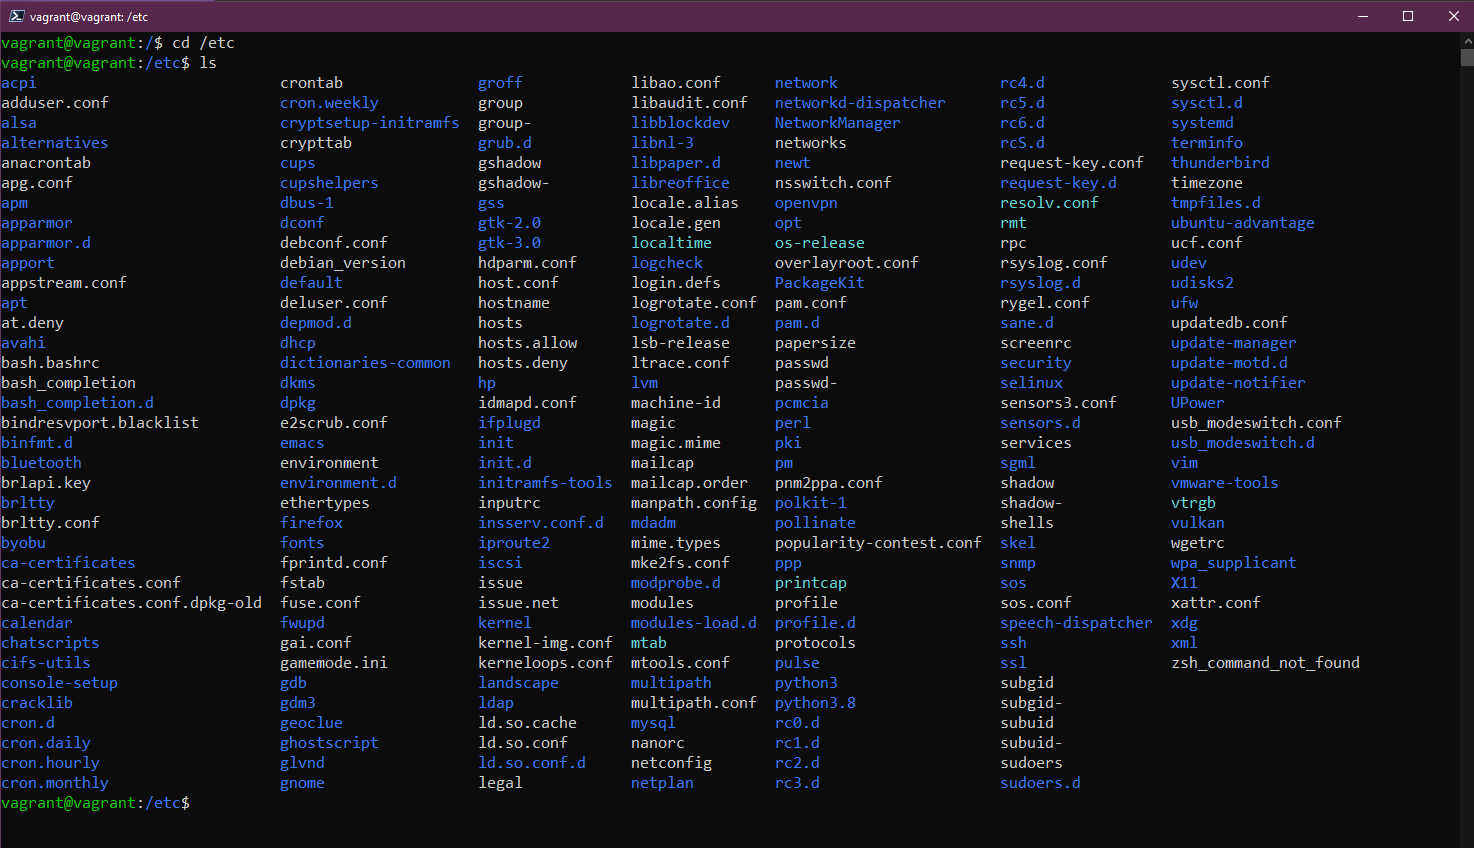 vagrant@vagrant: /etc
vagrant@vagrant:/$ cd /etc
vagrant@vagrant:/etc$ ls
acpi crontab groff libao.conf network rc4.d sysctl.conf
adduser.conf cron.weekly group libaudit.conf networkd-dispatcher rc5.d sysctl.d
alsa cryptsetup-initramfs group- libblockdev NetworkManager rc6.d systemd
alternatives crypttab grub.d libnl-3 networks rcS.d terminfo
anacrontab cups gshadow libpaper.d newt request-key.conf thunderbird
apg.conf cupshelpers gshadow- libreoffice nsswitch.conf request-key.d timezone
apm dbus-1 gss locale.alias openvpn resolv.conf tmpfiles.d
apparmor dconf gtk-2.0 locale.gen opt rmt ubuntu-advantage
apparmor.d debconf.conf gtk-3.0 localtime os-release rpc ucf.conf
apport debian_version hdparm.conf logcheck overlayroot.conf rsyslog.conf udev
appstream.conf default host.conf login.defs PackageKit rsyslog.d udisks2
apt deluser.conf hostname logrotate.conf pam.conf rygel.conf ufw
at.deny depmod.d hosts logrotate.d pam.d sane.d updatedb.conf
avahi dhcp hosts.allow lsb-release papersize screenrc update-manager
bash.bashrc dictionaries-common hosts.deny ltrace.conf passwd security update-motd.d
bash_completion dkms hp lvm passwd- selinux update-notifier
bash_completion.d dpkg idmapd.conf machine-id pcmcia sensors3.conf UPower
bindresvport.blacklist e2scrub.conf ifplugd magic perl sensors.d usb_modeswitch.conf
binfmt.d emacs init magic.mime pki services usb_modeswitch.d
bluetooth environment init.d mailcap pm sgml vim
brlapi.key environment.d initramfs-tools mailcap.order pnm2ppa.conf shadow vmware-tools
brltty ethertypes inputrc manpath.config polkit-1 shadow- vtrgb
brltty.conf firefox insserv.conf.d mdadm pollinate shells vulkan
byobu fonts iproute2 mime.types popularity-contest.conf skel wgetrc
ca-certificates fprintd.conf iscsi mke2fs.conf ppp snmp wpa_supplicant
ca-certificates.conf fstab issue modprobe.d printcap sos X11
ca-certificates.conf.dpkg-old fuse.conf issue.net modules profile sos.conf xattr.conf
calendar fwupd kernel modules-load.d profile.d speech-dispatcher xdg
chatscripts gai.conf kernel-img.conf mtab protocols ssh xml
cifs-utils gamemode.ini kerneloops.conf mtools.conf pulse ssl zsh_command_not_found
console-setup gdb landscape multipath python3 subgid
cracklib gdm3 ldap multipath.conf python3.8 subgid-
cron.d geoclue ld.so.cache mysql rc0.d subuid
cron.daily ghostscript ld.so.conf nanorc rc1.d subuid-
cron.hourly glvnd ld.so.conf.d netconfig rc2.d sudoers
cron.monthly gnome legal netplan rc3.d sudoers.d
vagrant@vagrant:/etc$